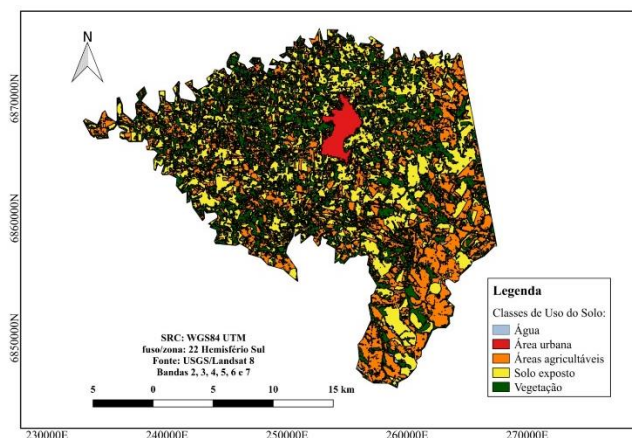 N
6870000N
6860000N
6850000N
SRC: WGS84 UTM
fuso/zona: 22 Hemisfério Sul
Fonte: USGS/Landsat 8
Bandas 2, 3, 4, 5, 6 e 7
5 0 5 10 15 km
Legenda
Classes de Uso do Solo:
Água
Área urbana
Áreas agricultáveis
Solo exposto
Vegetação
230000E 240000E 250000E 260000E 270000E